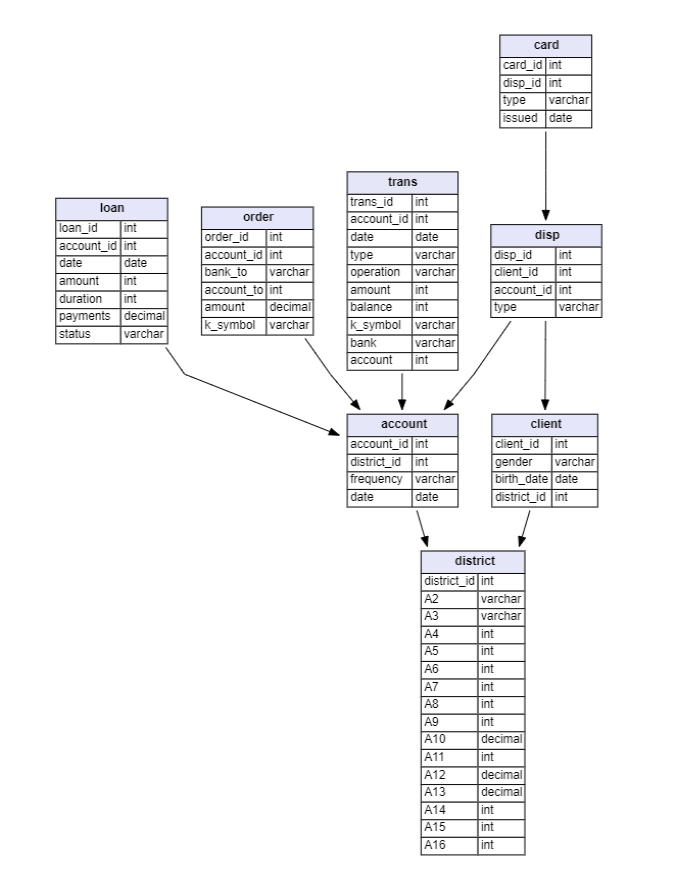 card
card_id int
disp_id int
type varchar
issued date
trans
trans_id int
account_id int
date date
type varchar
operation varchar
amount int
balance int
k_symbol varchar
bank varchar
account int
loan
loan_id int
account_id int
date date
amount int
duration int
payments decimal
status varchar
order
order_id int
account_id int
bank_to varchar
account_to int
amount decimal
k_symbol varchar
disp
disp_id int
client_id int
account_id int
type varchar
account
account_id int
district_id int
frequency varchar
date date
client
client_id int
gender varchar
birth_date date
district_id int
district
district_id int
A2 varchar
A3 varchar
A4 int
A5 int
A6 int
A7 int
A8 int
A9 int
A10 decimal
A11 int
A12 decimal
A13 decimal
A14 int
A15 int
A16 int